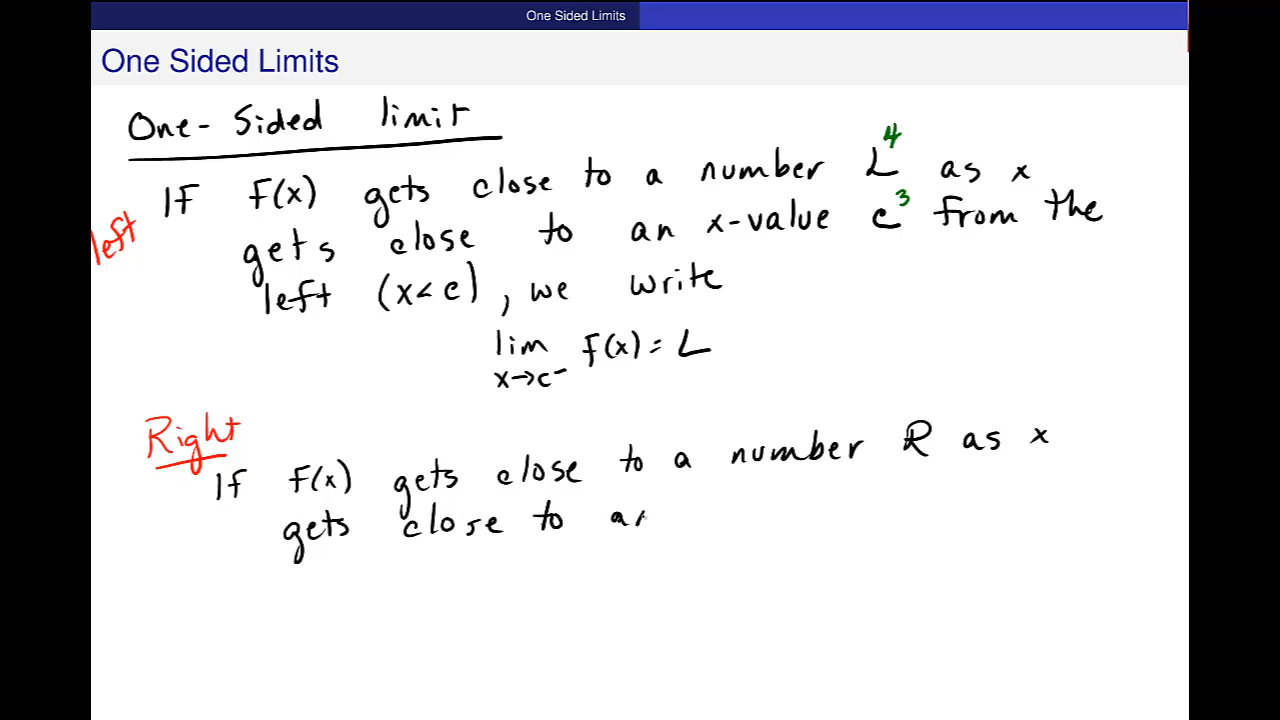 One Sided Limits
One Sided Limits
One-Sided limit
4
If f(x) gets close to a number L as x
3
left
gets close to an x-value c from the
left (x<c), we write
lim f(x) = L
x→c⁻
Right
If f(x) gets close to a number R as x
gets close to